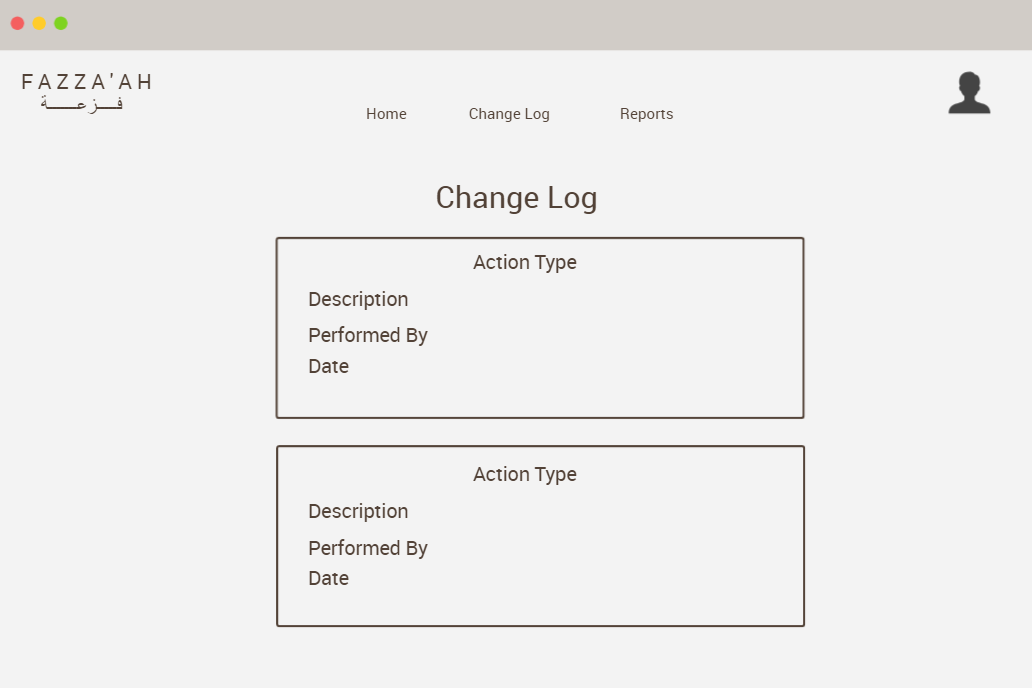 FAZZA'AH
فـــزعـــــة
Home
Change Log
Reports
Change Log
Action Type
Description
Performed By
Date
Action Type
Description
Performed By
Date